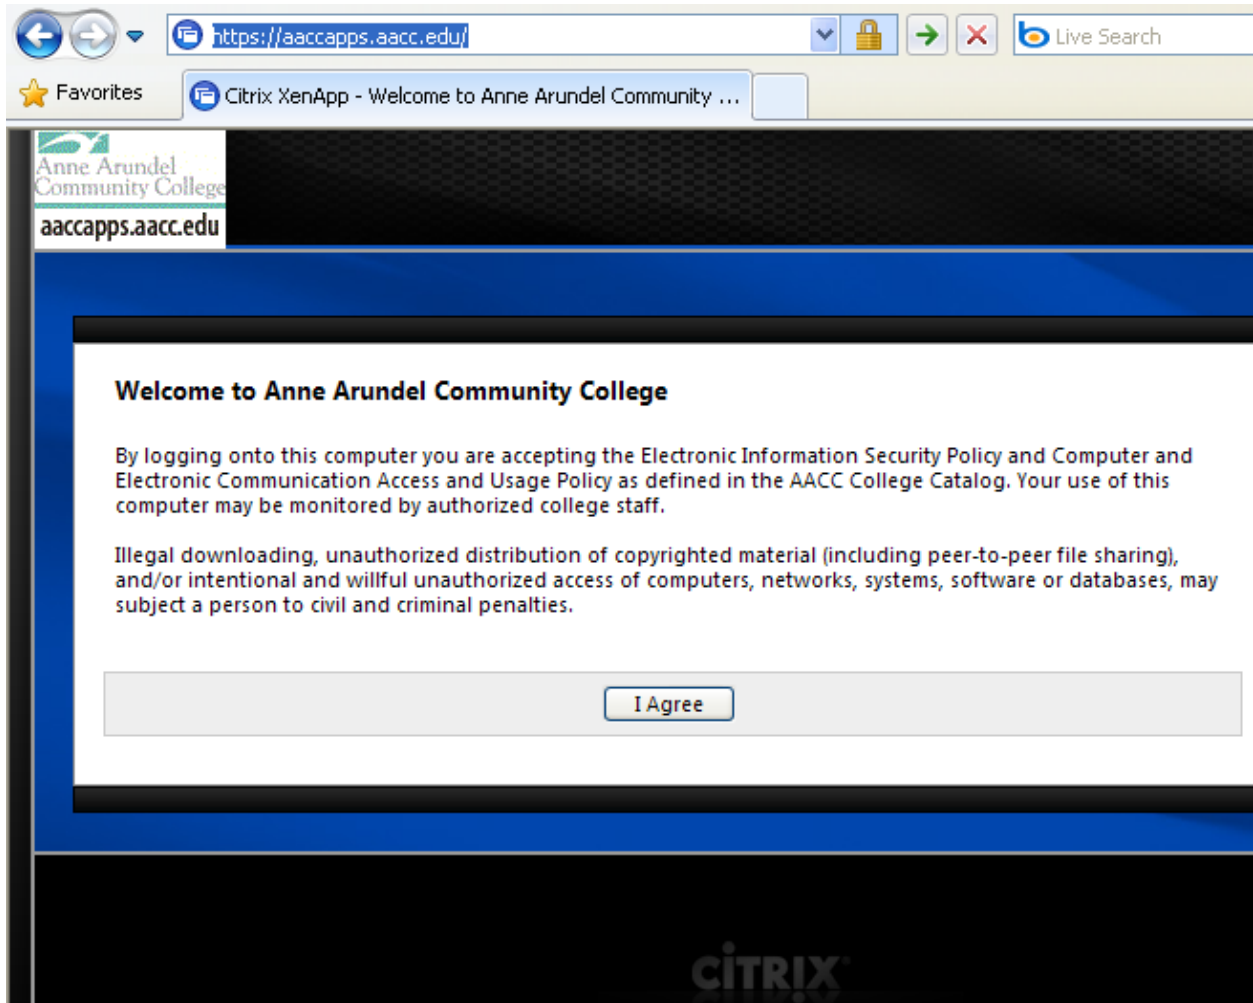 https://aaccapps.aacc.edu/
Live Search
Favorites
Citrix XenApp - Welcome to Anne Arundel Community ...
Anne Arundel
Community College
aaccapps.aacc.edu
Welcome to Anne Arundel Community College
By logging onto this computer you are accepting the Electronic Information Security Policy and Computer and
Electronic Communication Access and Usage Policy as defined in the AACC College Catalog. Your use of this
computer may be monitored by authorized college staff.
Illegal downloading, unauthorized distribution of copyrighted material (including peer-to-peer file sharing),
and/or intentional and willful unauthorized access of computers, networks, systems, software or databases, may
subject a person to civil and criminal penalties.
I Agree
CITRIX